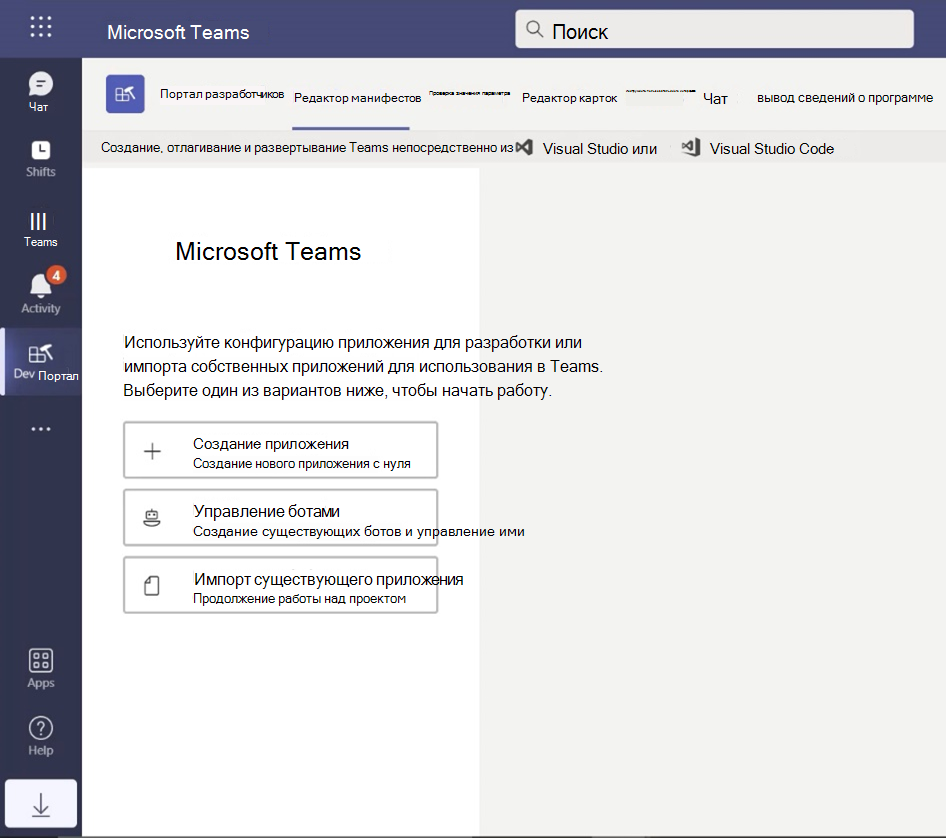 Microsoft Teams
Поиск
Чат
Shifts
Teams
4
Activity
Dev Портал
Apps
Help
Портал разработчиков
Редактор манифестов
Проверка значения параметра
Редактор карток
Чат
вывод сведений о программе
Создание, отлагивание и развертывание Teams непосредственно из
Visual Studio или
Visual Studio Code
Microsoft Teams
Используйте конфигурацию приложения для разработки или
импорта собственных приложений для использования в Teams.
Выберите один из вариантов ниже, чтобы начать работу.
Создание приложения
Создание нового приложения с нуля
Управление ботами
Создание существующих ботов и управление ими
Импорт существующего приложения
Продолжение работы над проектом